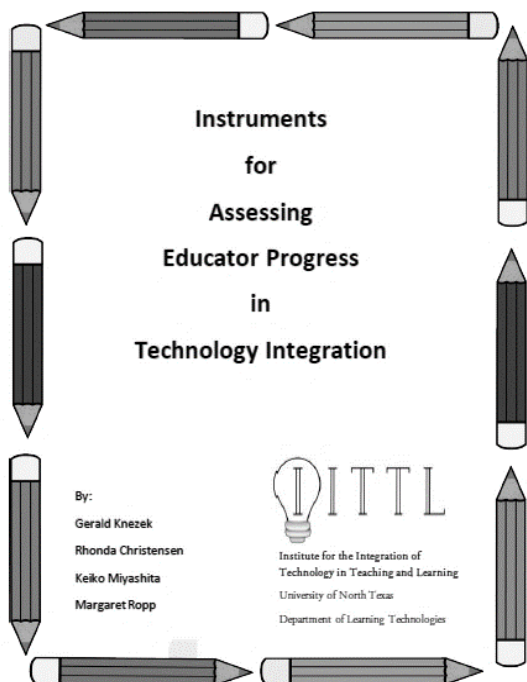 Instruments
for
Assessing
Educator Progress
in
Technology Integration
By:
Gerald Knezek
Rhonda Christensen
Keiko Miyashita
Margaret Ropp
IITTL
Institute for the Integration of
Technology in Teaching and Learning
University of North Texas
Department of Learning Technologies